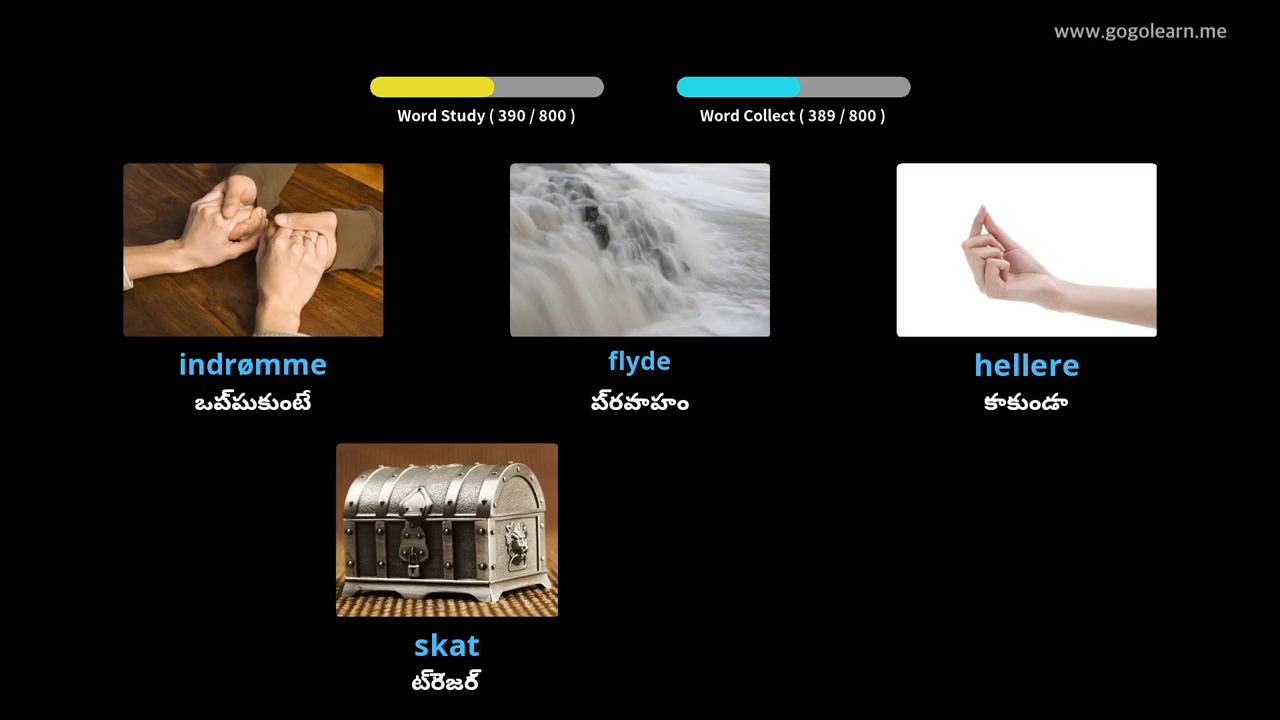 www.gogolearn.me
Word Study ( 390 / 800 )
Word Collect ( 389 / 800 )
indrømme
flyde
hellere
ఒప్పుకుంటే
ప్రవాహం
కాకుండా
skat
ట్రెజర్